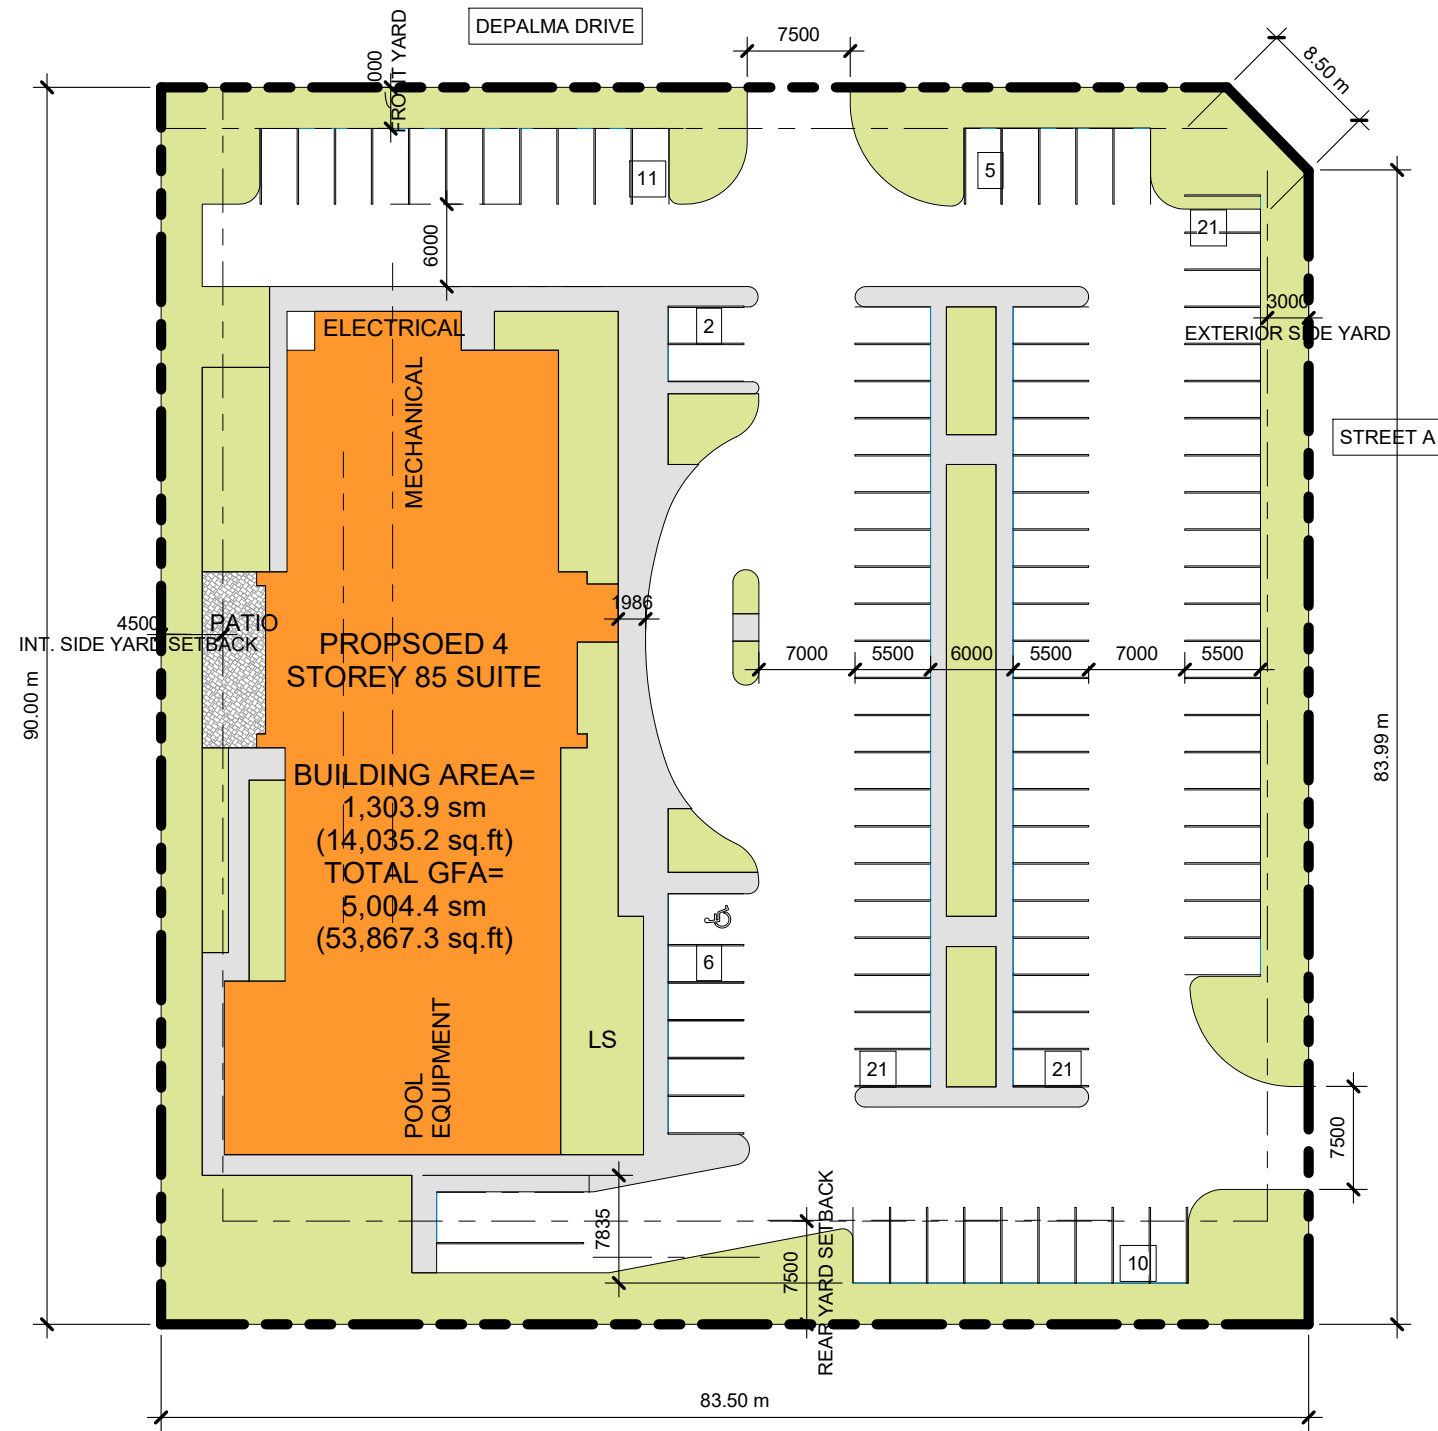 DEPALMA DRIVE
7500
8.50 m
FRONT YARD
11
5
21
6000
3000
EXTERIOR SIDE YARD
ELECTRICAL
2
MECHANICAL
STREET A
1986
4500
INT. SIDE YARD SETBACK
PATIO
PROPSOED 4
STOREY 85 SUITE
7000
5500
6000
5500
7000
5500
90.00 m
83.99 m
BUILDING AREA=
1,303.9 sm
(14,035.2 sq.ft)
TOTAL GFA=
5,004.4 sm
(53,867.3 sq.ft)
6
LS
POOL
EQUIPMENT
21
21
7500
7835
7500
REAR YARD SETBACK
10
83.50 m